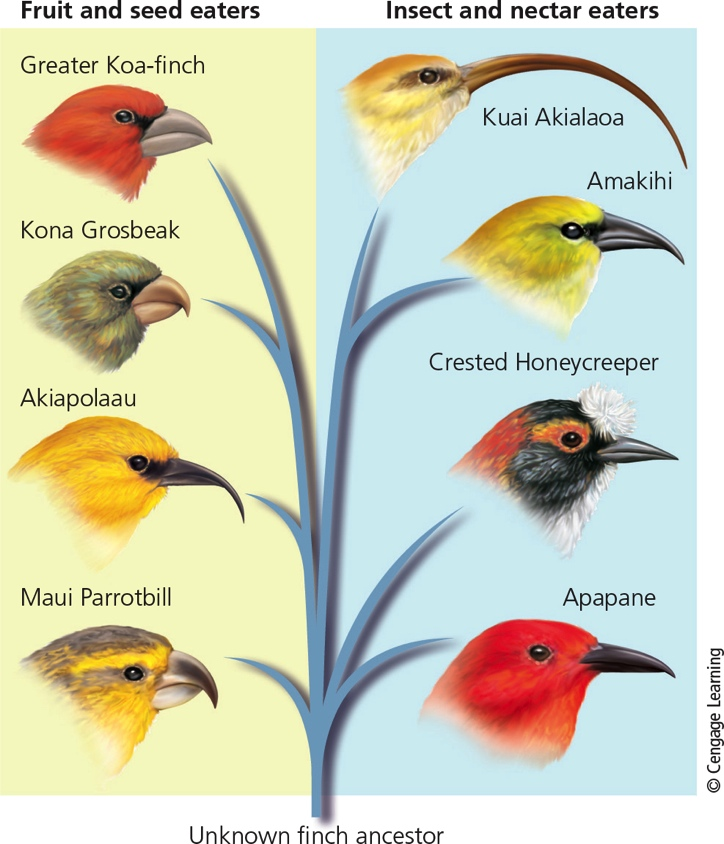 Fruit and seed eaters
Insect and nectar eaters
Greater Koa-finch
Kuai Akialaoa
Amakihi
Kona Grosbeak
Crested Honeycreeper
Akiapolaau
Maui Parrotbill
Apapane
© Cengage Learning
Unknown finch ancestor